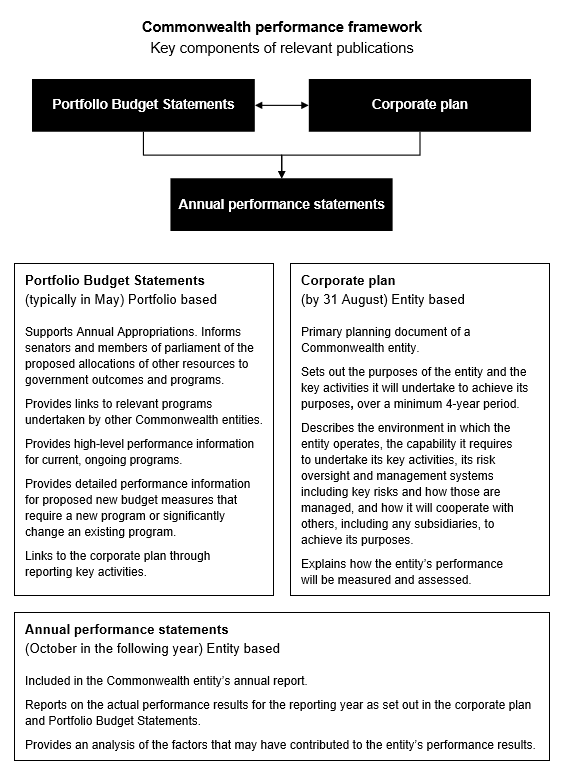 Commonwealth performance framework
Key components of relevant publications
Portfolio Budget Statements
Corporate plan
Annual performance statements
Portfolio Budget Statements
(typically in May) Portfolio based
Supports Annual Appropriations. Informs
senators and members of parliament of the
proposed allocations of other resources to
government outcomes and programs.
Provides links to relevant programs
undertaken by other Commonwealth entities.
Provides high-level performance information
for current, ongoing programs.
Provides detailed performance information
for proposed new budget measures that
require a new program or significantly
change an existing program.
Links to the corporate plan through
reporting key activities.
Corporate plan
(by 31 August) Entity based
Primary planning document of a
Commonwealth entity.
Sets out the purposes of the entity and the
key activities it will undertake to achieve its
purposes, over a minimum 4-year period.
Describes the environment in which the
entity operates, the capability it requires
to undertake its key activities, its risk
oversight and management systems
including key risks and how those are
managed, and how it will cooperate with
others, including any subsidiaries, to
achieve its purposes.
Explains how the entity's performance
will be measured and assessed.
Annual performance statements
(October in the following year) Entity based
Included in the Commonwealth entity's annual report.
Reports on the actual performance results for the reporting year as set out in the corporate plan
and Portfolio Budget Statements.
Provides an analysis of the factors that may have contributed to the entity's performance results.